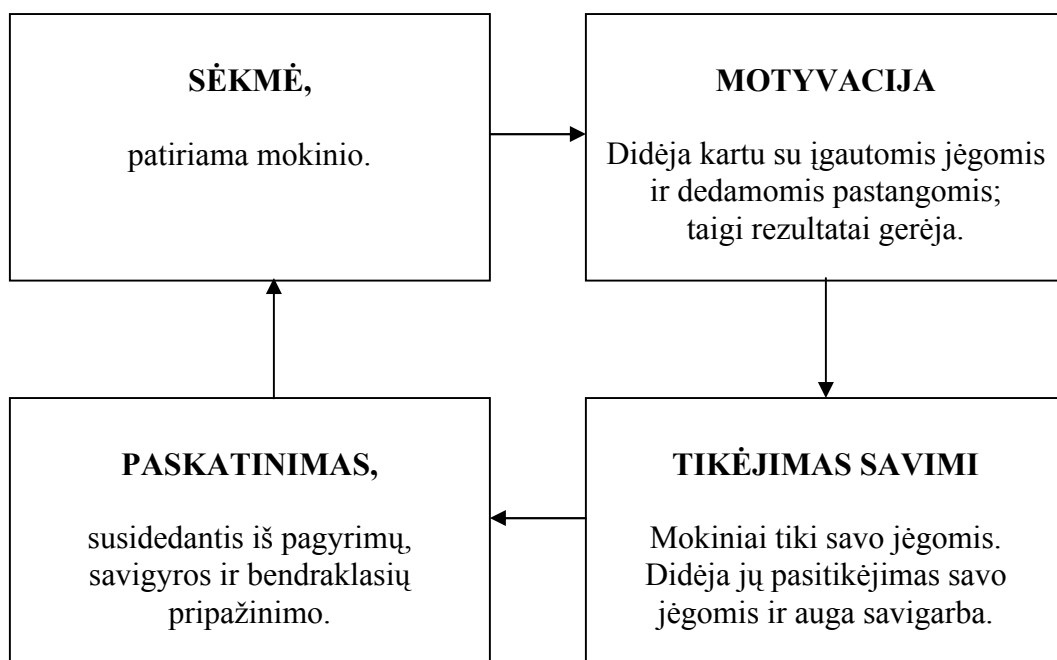 SĖKMĖ,
patiriama mokinio.
MOTYVACIJA
Didėja kartu su įgautomis jėgomis
ir dedamomis pastangomis;
taigi rezultatai gerėja.
TIKĖJIMAS SAVIMI
Mokiniai tiki savo jėgomis.
Didėja jų pasitikėjimas savo
jėgomis ir auga savigarba.
PASKATINIMAS,
susidedantis iš pagyrimų,
savigyros ir bendraklasių
pripažinimo.